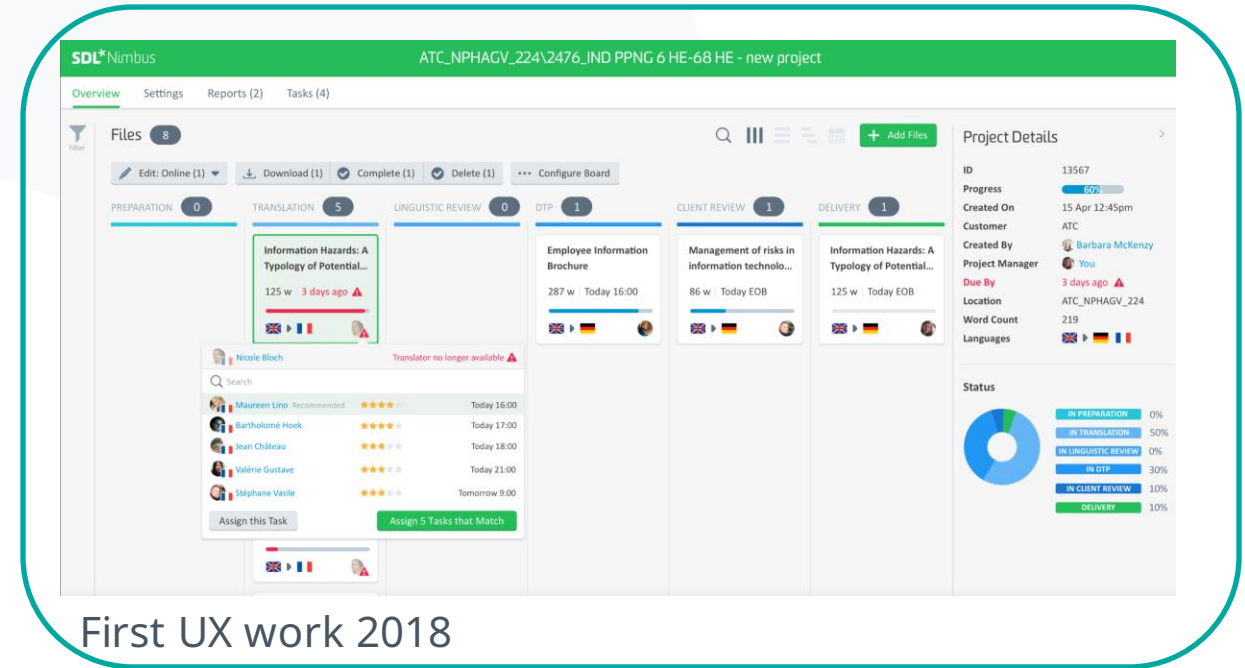 SDL*Nimbus
ATC_NPHAGV_224\2476_IND PPNG 6 HE-68 HE - new project
Overview Settings Reports (2) Tasks (4)
Filter
Files 8
+ Add Files
Edit: Online (1) Download (1) Complete (1) Delete (1) ••• Configure Board
PREPARATION 0 TRANSLATION 5 LINGUISTIC REVIEW 0 DTP 1 CLIENT REVIEW 1 DELIVERY 1
Information Hazards: A
Typology of Potential...
125 w 3 days ago
Employee Information
Brochure
287 w Today 16:00
Management of risks in
information technolo...
86 w Today EOB
Information Hazards: A
Typology of Potential...
125 w Today EOB
Nicole Bloch Translator no longer available
Search
Maureen Lino Recommended Today 16:00
Bartholomé Hoek Today 17:00
Jean Château Today 18:00
Valérie Gustave Today 21:00
Stéphane Vasile Tomorrow 9:00
Assign this Task Assign 5 Tasks that Match
Project Details
ID 13567
Progress 60%
Created On 15 Apr 12:45pm
Customer ATC
Created By Barbara McKenzy
Project Manager You
Due By 3 days ago
Location ATC_NPHAGV_224
Word Count 219
Languages
Status
IN PREPARATION 0%
IN TRANSLATION 50%
IN LINGUISTIC REVIEW 0%
IN DTP 30%
IN CLIENT REVIEW 10%
DELIVERY 10%
First UX work 2018